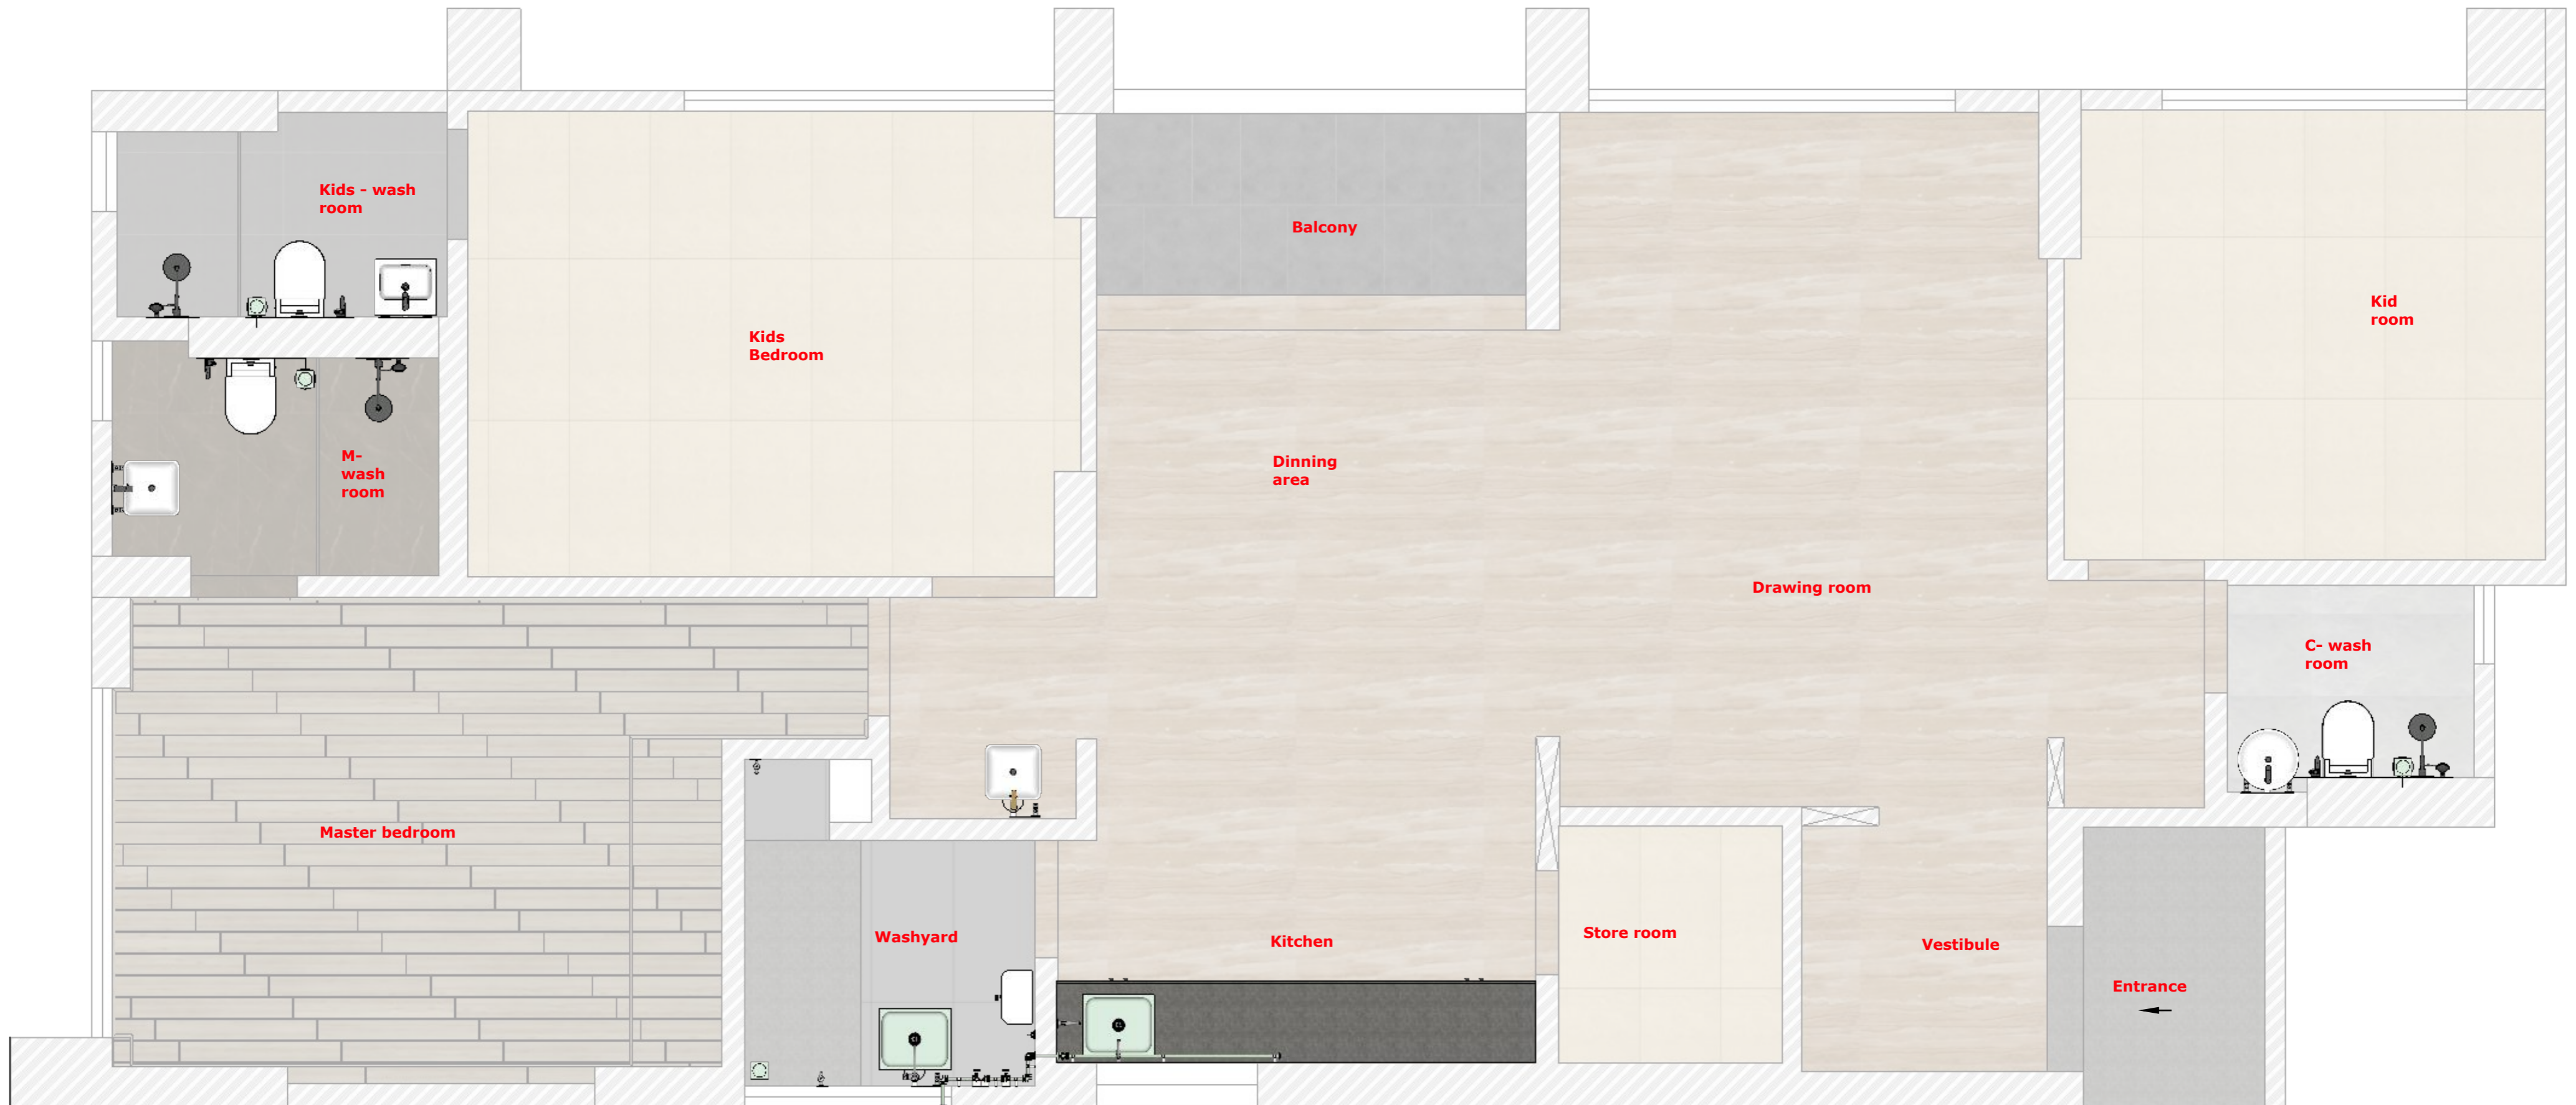 Kids - wash
room
Balcony
Kid
room
Kids
Bedroom
M-
wash
room
Dinning
area
Drawing room
C- wash
room
Master bedroom
Washyard
Kitchen
Store room
Vestibule
Entrance